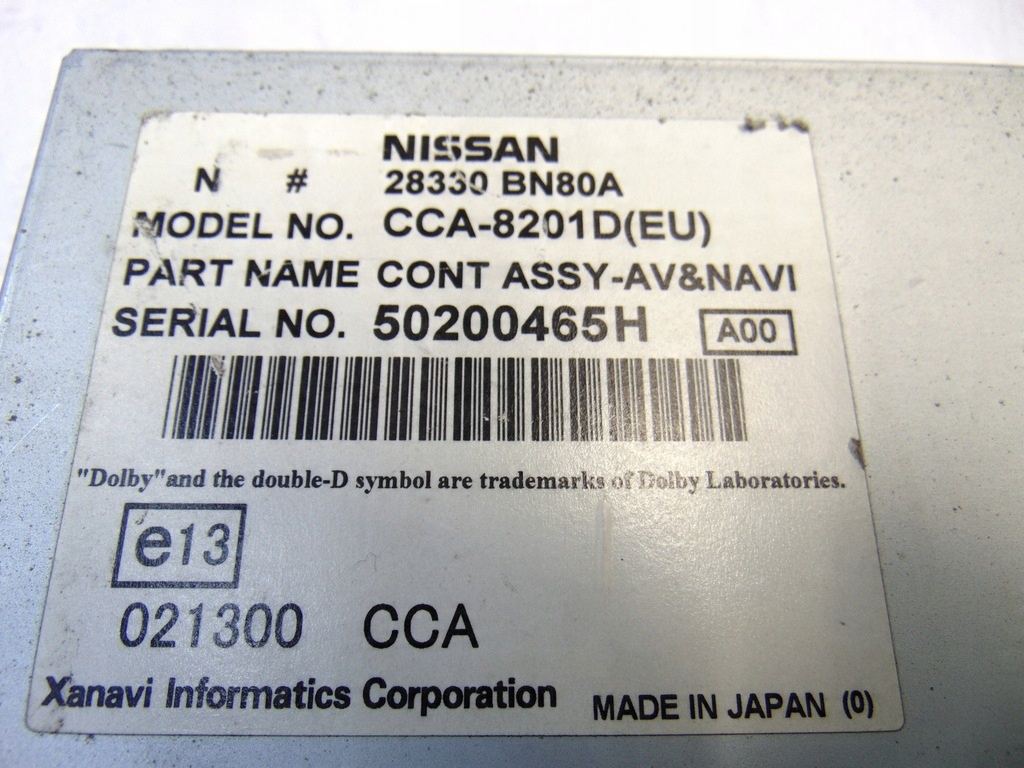 NISSAN
N # 28330 BN80A
MODEL NO. CCA-8201D(EU)
PART NAME CONT ASSY-AV&NAVI
SERIAL NO. 50200465H A00
"Dolby"and the double-D symbol are trademarks of Dolby Laboratories.
e13
021300 CCA
Xanavi Informatics Corporation MADE IN JAPAN (0)